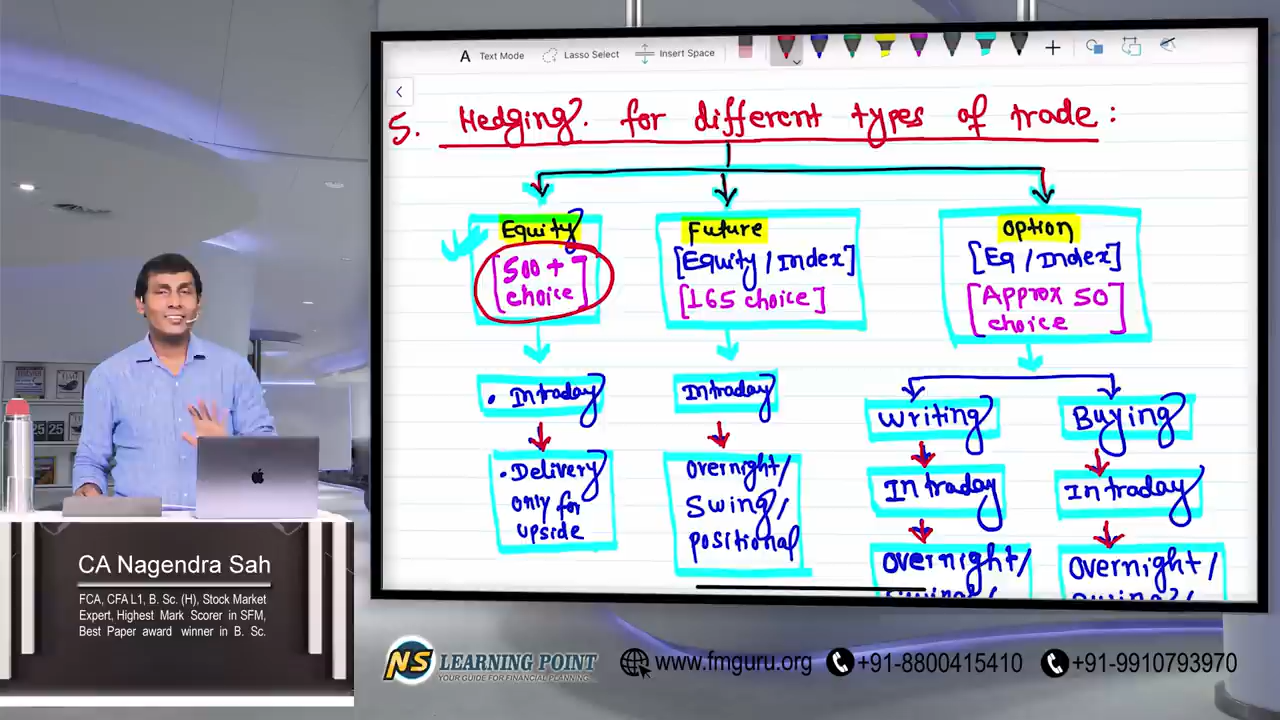 Text Mode
Lasso Select
Insert Space
5. Hedging? for different types of trade :
Equity
[500 +
choice]
Future
[Equity / Index]
[165 choice]
Option
[Eq / Index]
[Approx 50
choice]
• Intraday
• Delivery
only for
upside
Intraday
Overnight/
Swing/
positional
Writing
Intraday
Overnight/
Buying
Intraday
Overnight/
CA Nagendra Sah
FCA, CFA L1, B. Sc. (H), Stock Market
Expert, Highest Mark Scorer in SFM,
Best Paper award winner in B. Sc.
25 25
NS LEARNING POINT
YOUR GUIDE FOR FINANCIAL PLANNING
www.fmguru.org
+91-8800415410
+91-9910793970